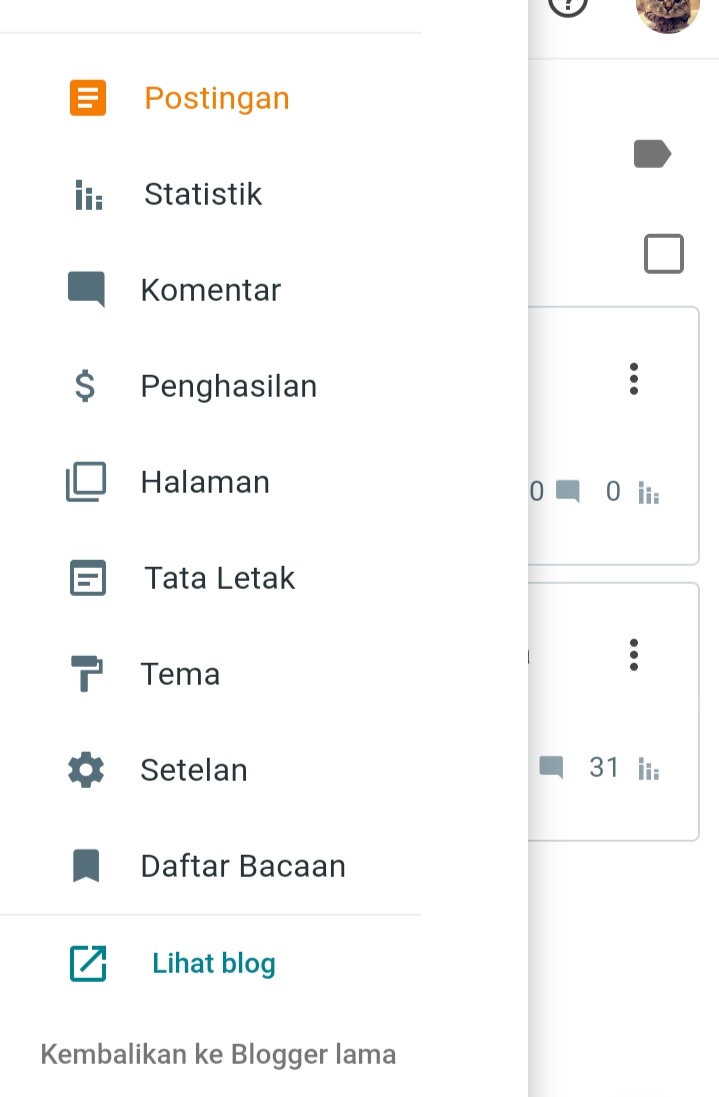 Postingan
Statistik
Komentar
Penghasilan
Halaman
Tata Letak
Tema
Setelan
Daftar Bacaan
Lihat blog
Kembalikan ke Blogger lama
0 0
31